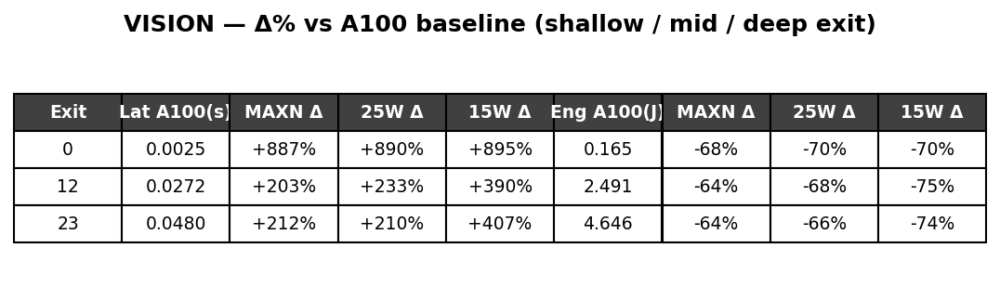 VISION — Δ% vs A100 baseline (shallow / mid / deep exit)
Exit Lat A100(s) MAXN Δ 25W Δ 15W Δ Eng A100(J) MAXN Δ 25W Δ 15W Δ
0 0.0025 +887% +890% +895% 0.165 -68% -70% -70%
12 0.0272 +203% +233% +390% 2.491 -64% -68% -75%
23 0.0480 +212% +210% +407% 4.646 -64% -66% -74%